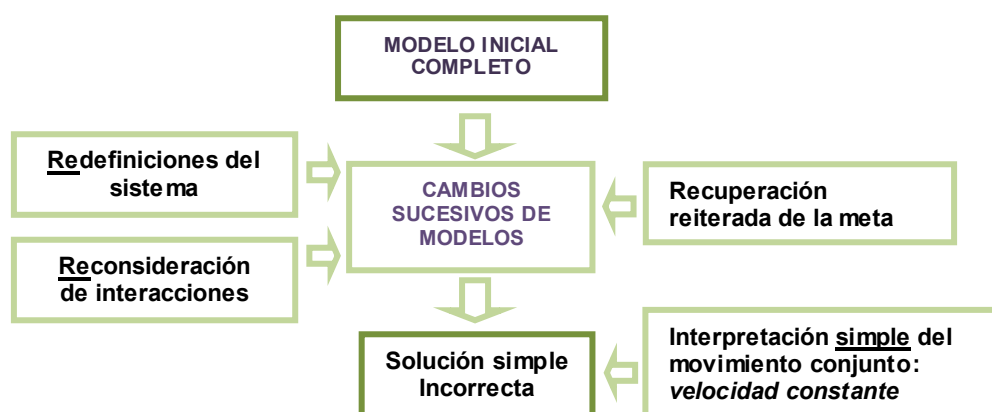 MODELO INICIAL
COMPLETO
Redefiniciones del
sistema
CAMBIOS
SUCESIVOS DE
MODELOS
Recuperación
reiterada de la meta
Reconsideración
de interacciones
Solución simple
Incorrecta
Interpretación simple del
movimiento conjunto:
velocidad constante